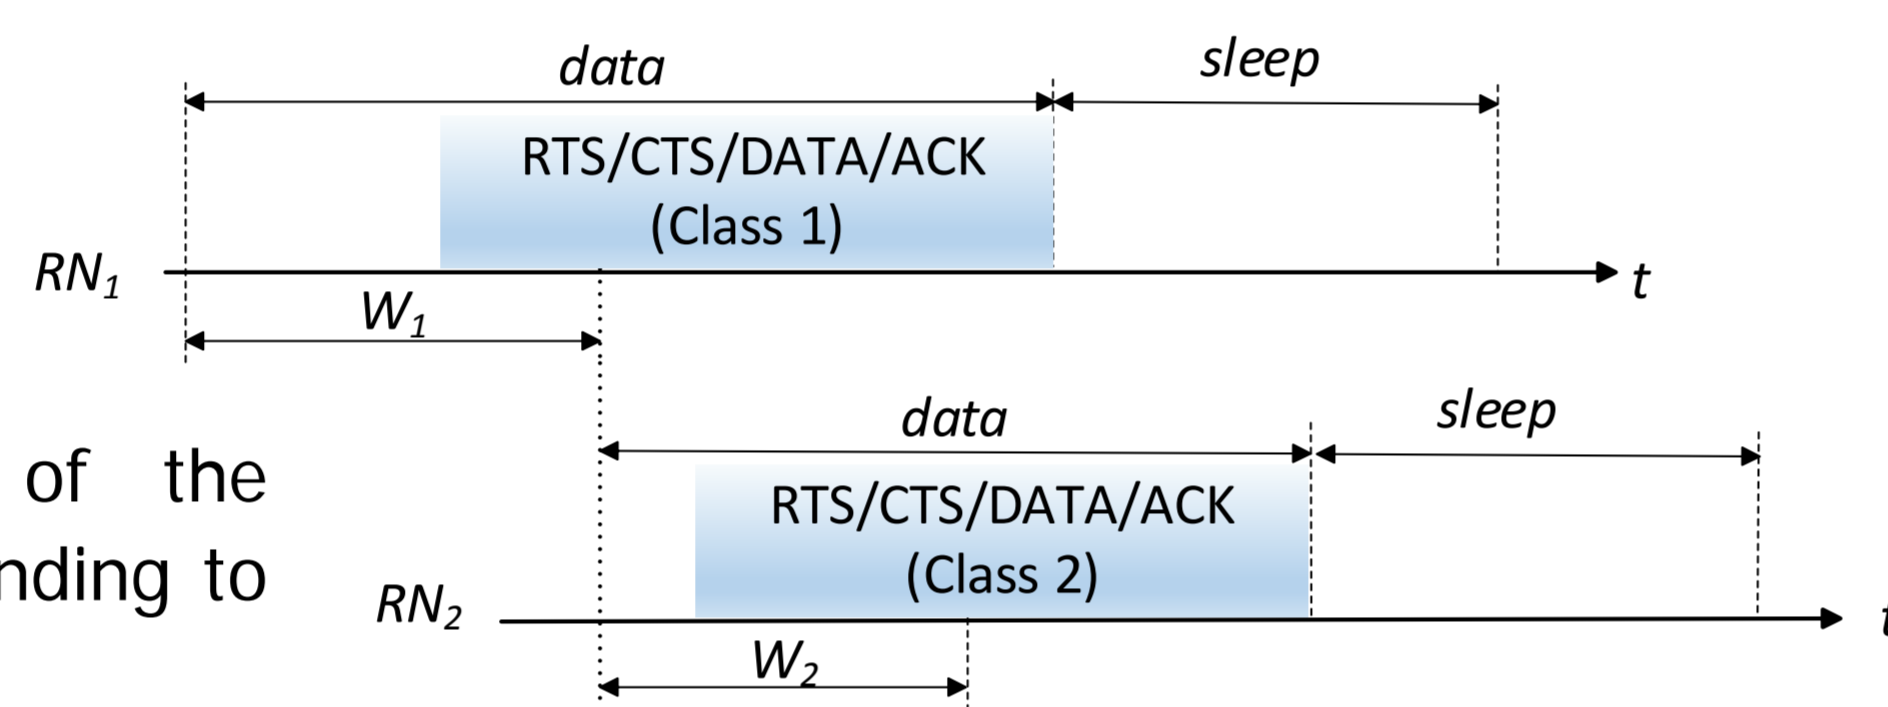 data sleep
RTS/CTS/DATA/ACK
(Class 1)
RN1 t
W1
data sleep
of the
RTS/CTS/DATA/ACK
(Class 2)
nding to
RN2 t
W2